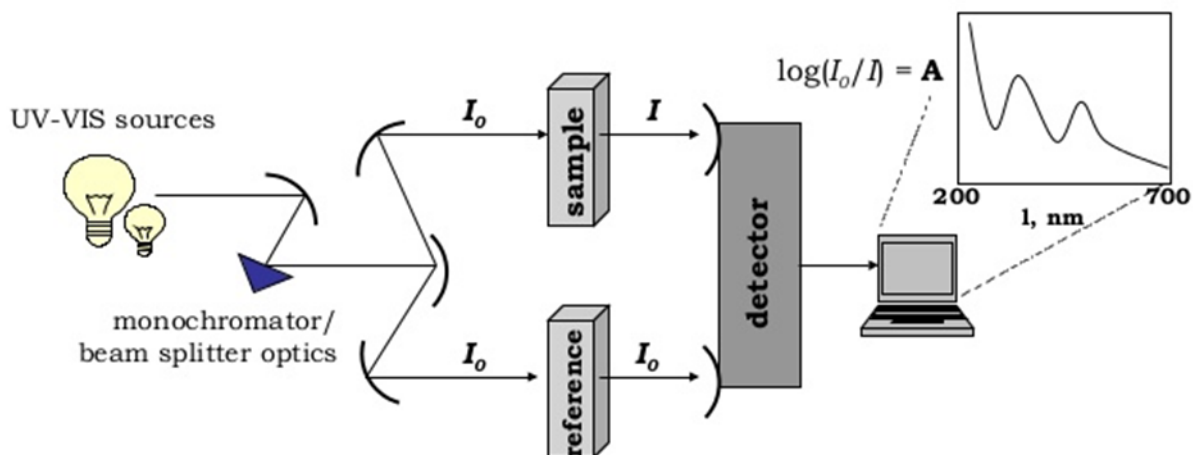 UV-VIS sources
monochromator/
beam splitter optics
I₀
sample
I
I₀
reference
I₀
detector
log(I₀/I) = A
200
700
l, nm